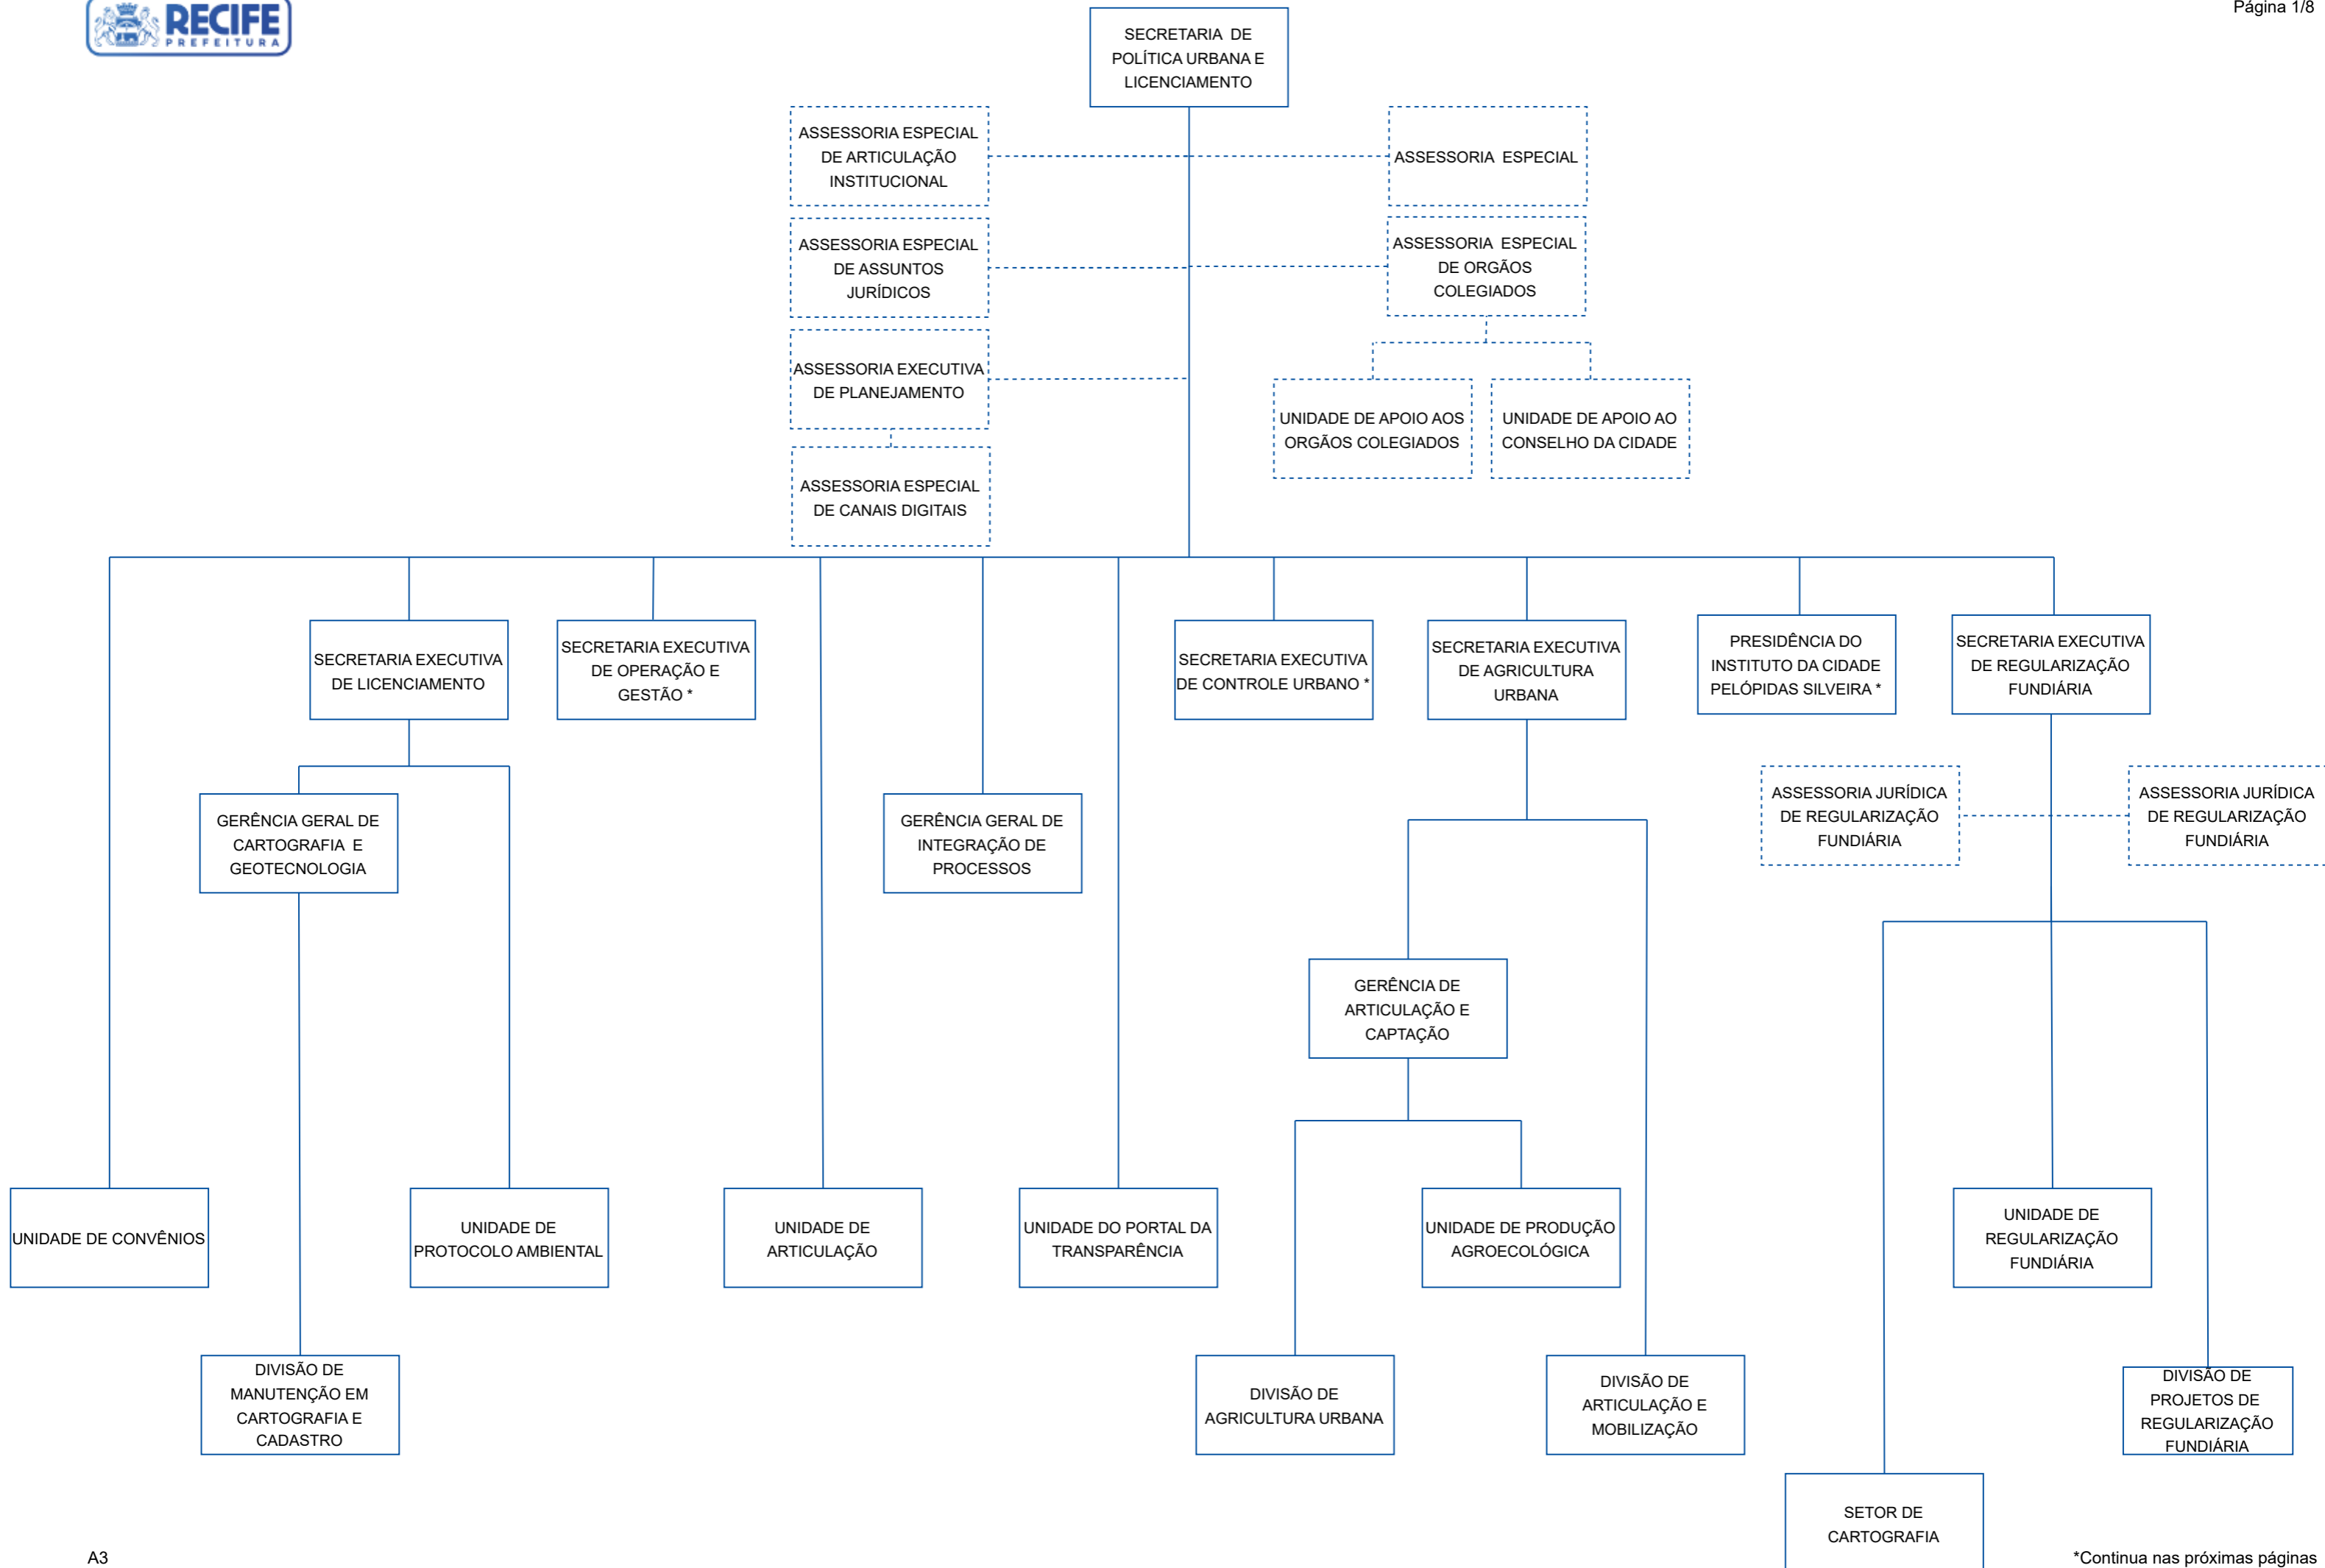 RECIFE
PREFEITURA
Página 1/8
SECRETARIA DE
POLÍTICA URBANA E
LICENCIAMENTO
ASSESSORIA ESPECIAL
DE ARTICULAÇÃO
INSTITUCIONAL
ASSESSORIA ESPECIAL
ASSESSORIA ESPECIAL
DE ASSUNTOS
JURÍDICOS
ASSESSORIA ESPECIAL
DE ORGÃOS
COLEGIADOS
ASSESSORIA EXECUTIVA
DE PLANEJAMENTO
UNIDADE DE APOIO AOS
ORGÃOS COLEGIADOS
UNIDADE DE APOIO AO
CONSELHO DA CIDADE
ASSESSORIA ESPECIAL
DE CANAIS DIGITAIS
SECRETARIA EXECUTIVA
DE LICENCIAMENTO
SECRETARIA EXECUTIVA
DE OPERAÇÃO E
GESTÃO *
SECRETARIA EXECUTIVA
DE CONTROLE URBANO *
SECRETARIA EXECUTIVA
DE AGRICULTURA
URBANA
PRESIDÊNCIA DO
INSTITUTO DA CIDADE
PELÓPIDAS SILVEIRA *
SECRETARIA EXECUTIVA
DE REGULARIZAÇÃO
FUNDIÁRIA
GERÊNCIA GERAL DE
CARTOGRAFIA E
GEOTECNOLOGIA
GERÊNCIA GERAL DE
INTEGRAÇÃO DE
PROCESSOS
ASSESSORIA JURÍDICA
DE REGULARIZAÇÃO
FUNDIÁRIA
ASSESSORIA JURÍDICA
DE REGULARIZAÇÃO
FUNDIÁRIA
GERÊNCIA DE
ARTICULAÇÃO E
CAPTAÇÃO
UNIDADE DE CONVÊNIOS
UNIDADE DE
PROTOCOLO AMBIENTAL
UNIDADE DE
ARTICULAÇÃO
UNIDADE DO PORTAL DA
TRANSPARÊNCIA
UNIDADE DE PRODUÇÃO
AGROECOLÓGICA
UNIDADE DE
REGULARIZAÇÃO
FUNDIÁRIA
DIVISÃO DE
MANUTENÇÃO EM
CARTOGRAFIA E
CADASTRO
DIVISÃO DE
AGRICULTURA URBANA
DIVISÃO DE
ARTICULAÇÃO E
MOBILIZAÇÃO
DIVISÃO DE
PROJETOS DE
REGULARIZAÇÃO
FUNDIÁRIA
SETOR DE
CARTOGRAFIA
A3
*Continua nas próximas páginas